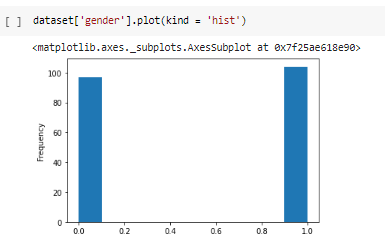 [ ] dataset['gender'].plot(kind = 'hist')
<matplotlib.axes._subplots.AxesSubplot at 0x7f25ae618e90>
100
80
60
40
20
0
Frequency
0.0 0.2 0.4 0.6 0.8 1.0